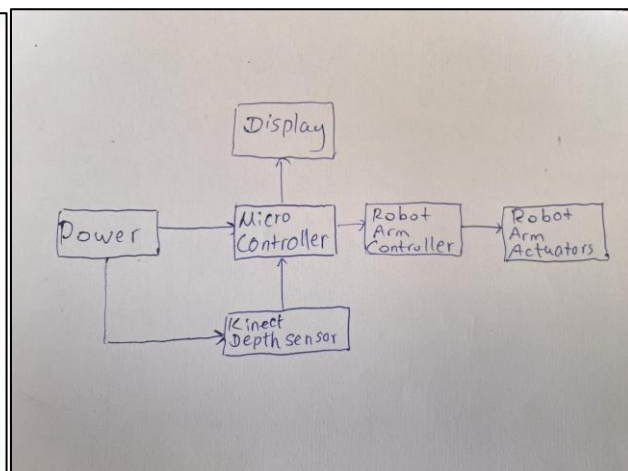 Display
Power
Micro
Controller
Robot
Arm
Controller
Robot
Arm
Actuators
Kinect
Depth sensor